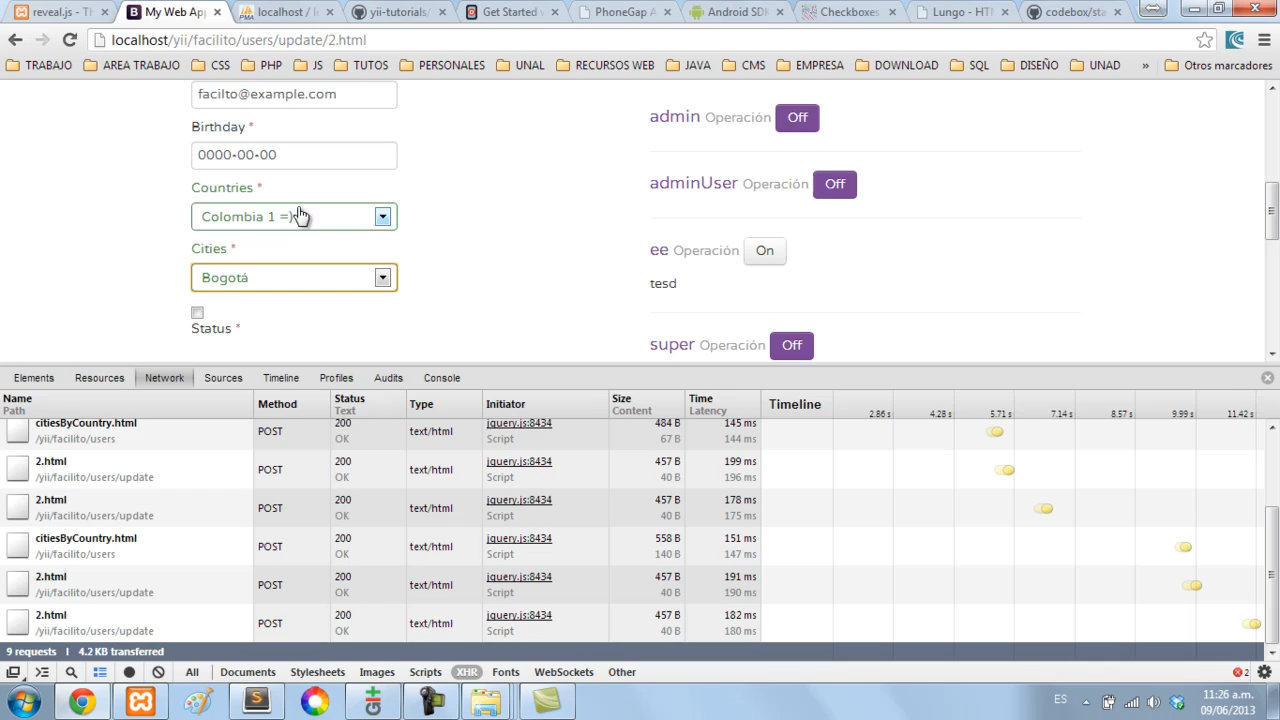 reveal.js - Th
My Web App
localhost / l
yii-tutorials/
Get Started v
PhoneGap A
Android SDK
Checkboxes
Lungo - HTM
codebox/sta
localhost/yii/facilito/users/update/2.html
TRABAJO AREA TRABAJO CSS PHP JS TUTOS PERSONALES UNAL RECURSOS WEB JAVA CMS EMPRESA DOWNLOAD SQL DISEÑO UNAD » Otros marcadores
facilto@example.com
Birthday *
0000-00-00
Countries *
Colombia 1 =)
Cities *
Bogotá
Status *
admin Operación Off
adminUser Operación Off
ee Operación On
tesd
super Operación Off
Elements Resources Network Sources Timeline Profiles Audits Console
Name Path Method Status Text Type Initiator Size Content Time Latency Timeline 2.86 s 4.28 s 5.71 s 7.14 s 8.57 s 9.99 s 11.42 s
citiesByCountry.html /yii/facilito/users POST 200 OK text/html jquery.js:8434 Script 484 B 67 B 145 ms 144 ms
2.html /yii/facilito/users/update POST 200 OK text/html jquery.js:8434 Script 457 B 40 B 199 ms 196 ms
2.html /yii/facilito/users/update POST 200 OK text/html jquery.js:8434 Script 457 B 40 B 178 ms 175 ms
citiesByCountry.html /yii/facilito/users POST 200 OK text/html jquery.js:8434 Script 558 B 140 B 151 ms 147 ms
2.html /yii/facilito/users/update POST 200 OK text/html jquery.js:8434 Script 457 B 40 B 191 ms 190 ms
2.html /yii/facilito/users/update POST 200 OK text/html jquery.js:8434 Script 457 B 40 B 182 ms 180 ms
9 requests | 4.2 KB transferred
All Documents Stylesheets Images Scripts XHR Fonts WebSockets Other 2
ES 11:26 a.m.
09/06/2013